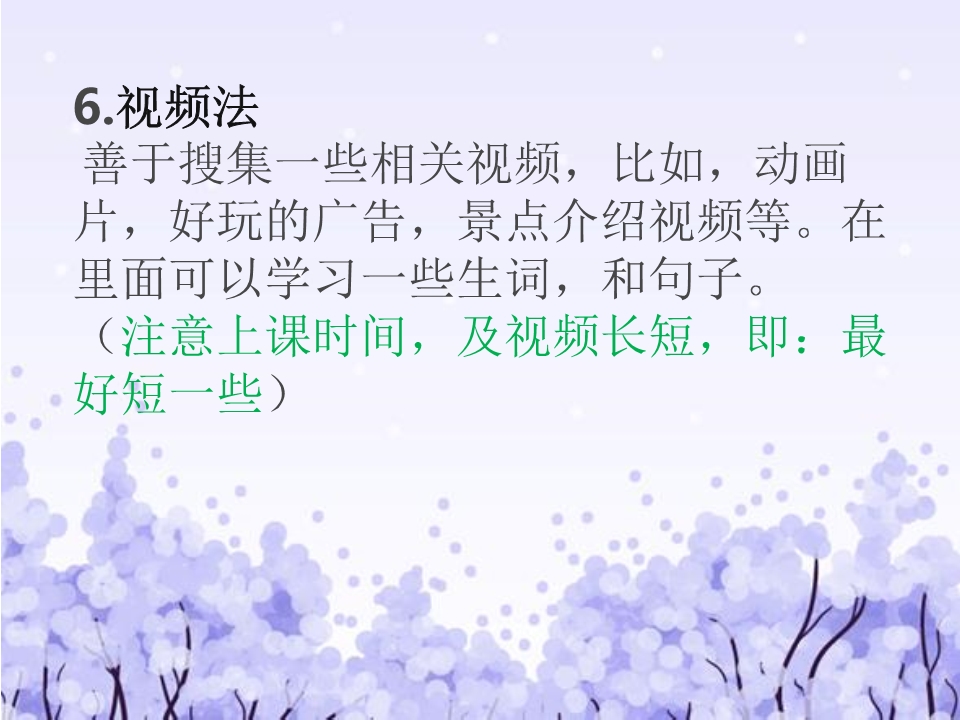 6.视频法
善于搜集一些相关视频，比如，动画
片，好玩的广告，景点介绍视频等。在
里面可以学习一些生词，和句子。
（注意上课时间，及视频长短，即：最
好短一些）